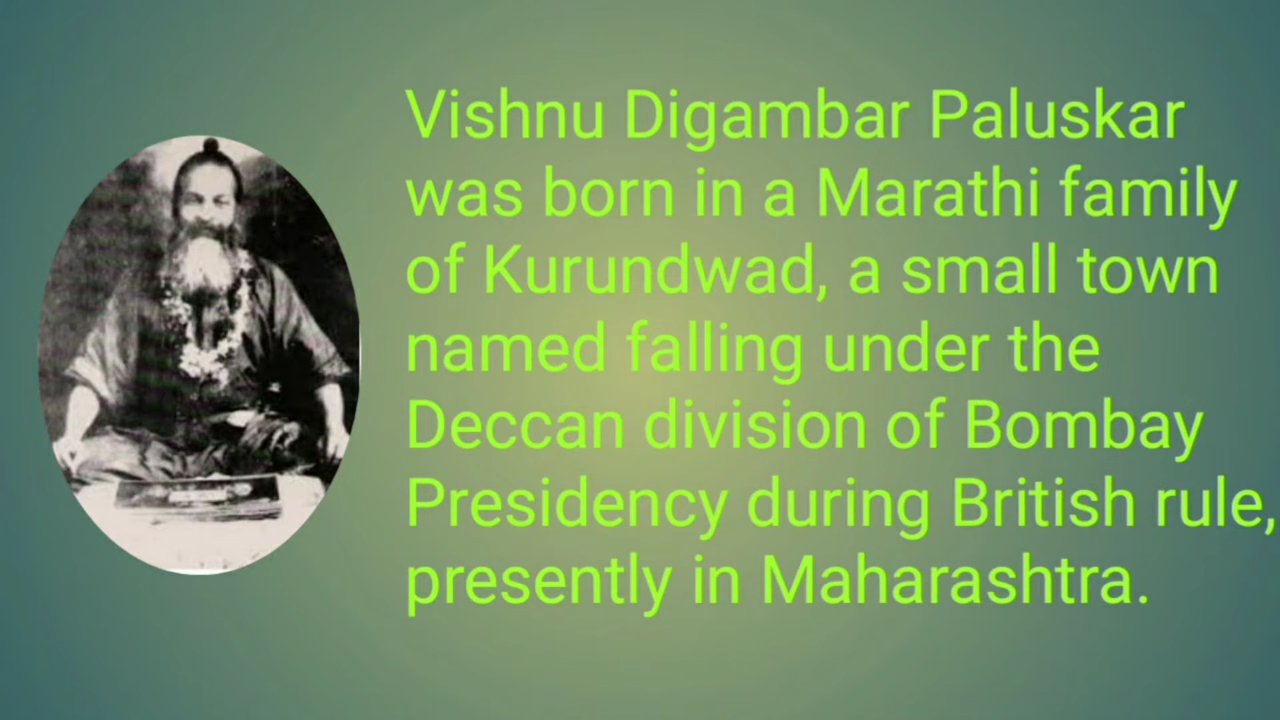 Vishnu Digambar Paluskar
was born in a Marathi family
of Kurundwad, a small town
named falling under the
Deccan division of Bombay
Presidency during British rule,
presently in Maharashtra.